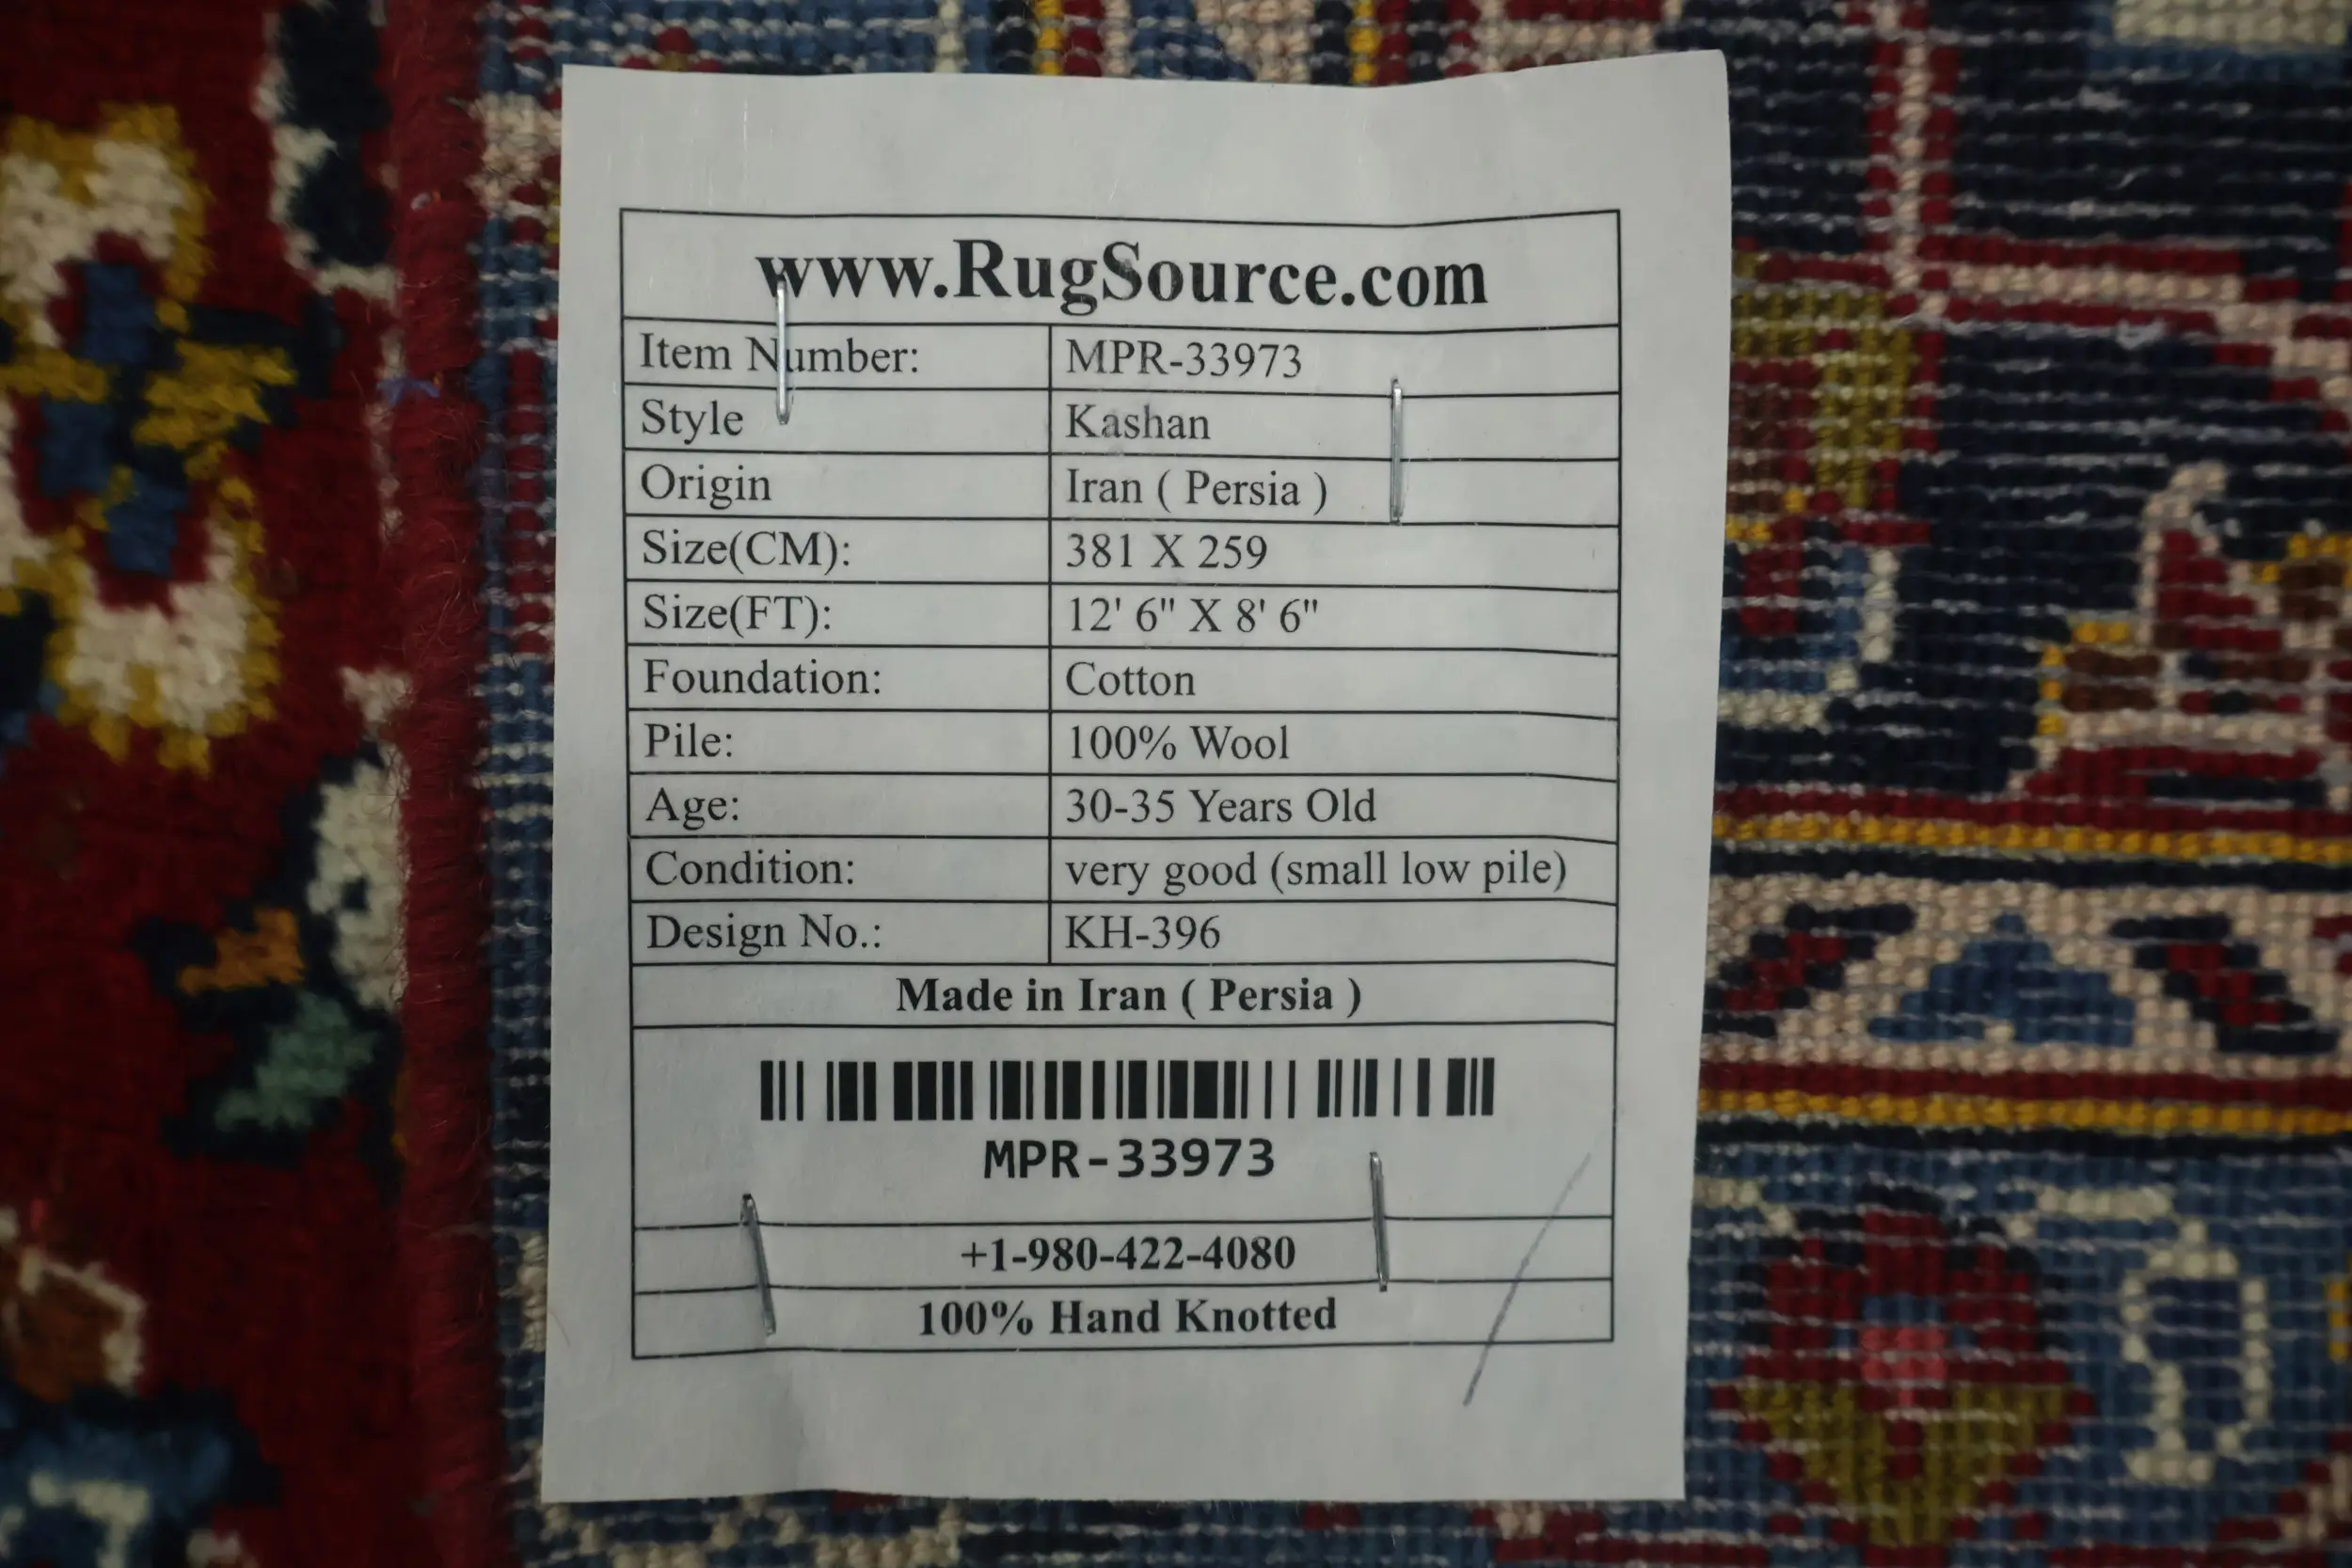 www.RugSource.com
Item Number: MPR-33973
Style Kashan
Origin Iran ( Persia )
Size(CM): 381 X 259
Size(FT): 12' 6" X 8' 6"
Foundation: Cotton
Pile: 100% Wool
Age: 30-35 Years Old
Condition: very good (small low pile)
Design No.: KH-396
Made in Iran ( Persia )
MPR-33973
+1-980-422-4080
100% Hand Knotted